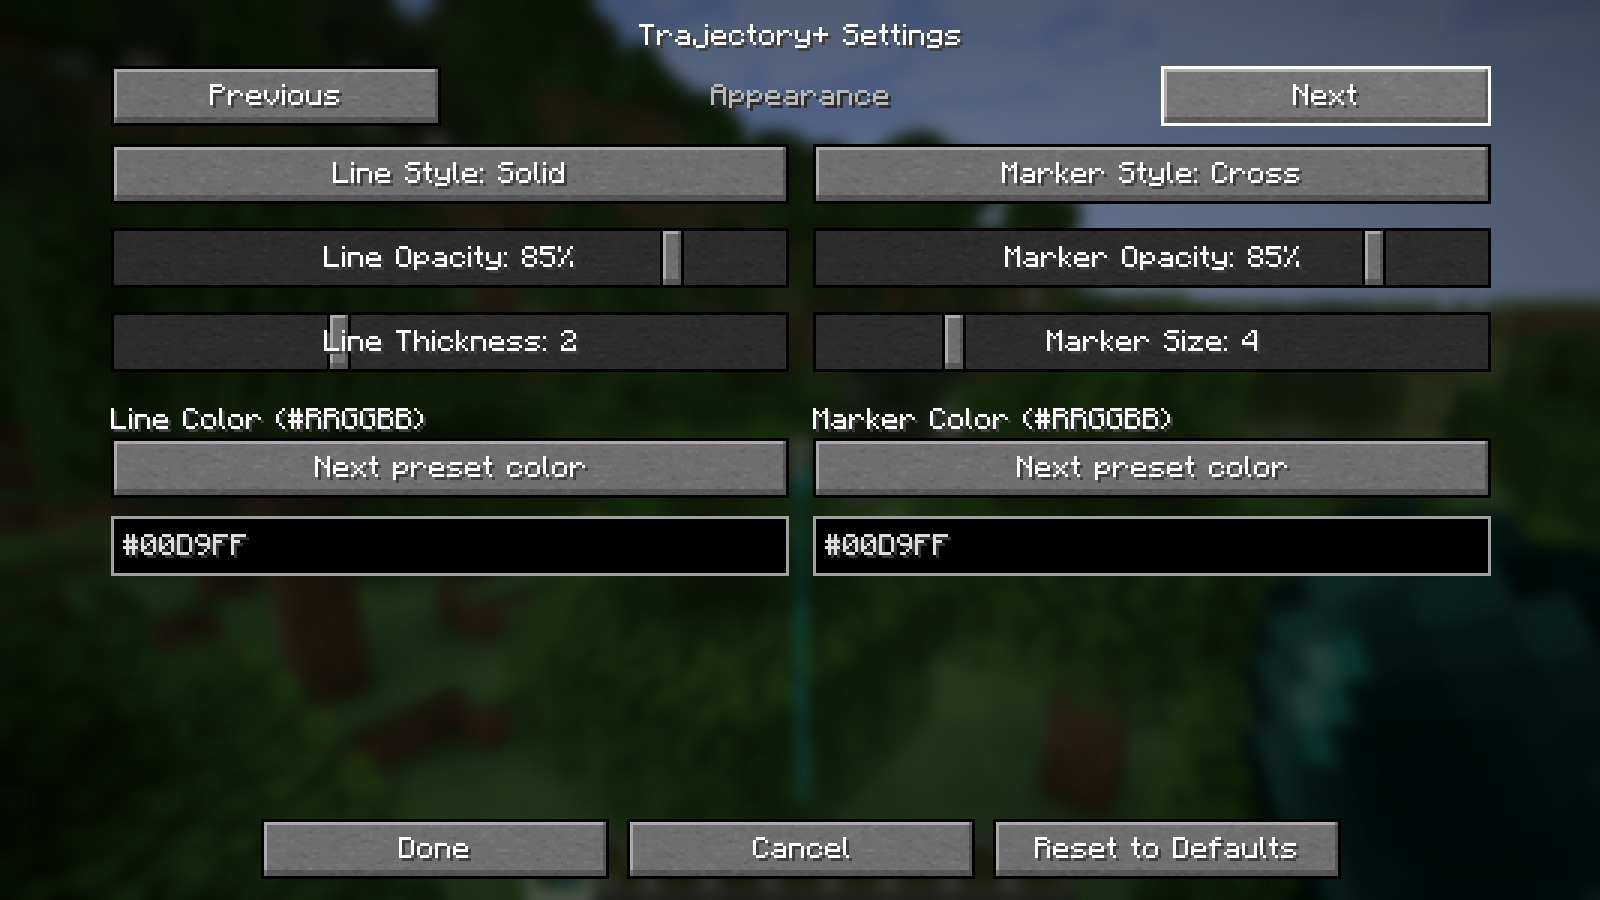 Trajectory+ Settings
Previous
Appearance
Next
Line Style: Solid
Marker Style: Cross
Line Opacity: 85%
Marker Opacity: 85%
Line Thickness: 2
Marker Size: 4
Line Color (#RRGGBB)
Marker Color (#RRGGBB)
Next preset color
Next preset color
#00D9FF
#00D9FF
Done
Cancel
Reset to Defaults